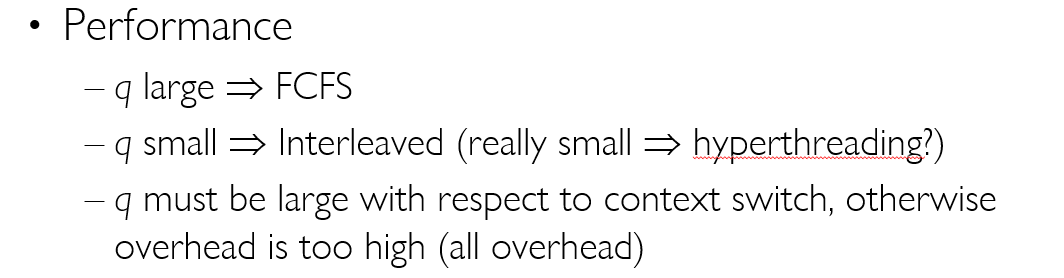 • Performance
– q large ⇒ FCFS
– q small ⇒ Interleaved (really small ⇒ hyperthreading?)
– q must be large with respect to context switch, otherwise
overhead is too high (all overhead)